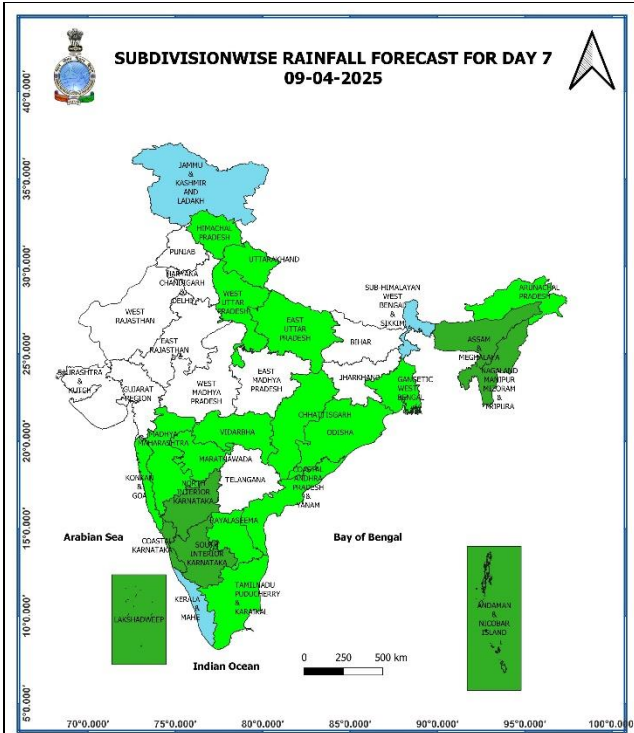 SUBDIVISIONWISE RAINFALL FORECAST FOR DAY 7
09-04-2025
40°0.000'
35°0.000'
30°0.000'
25°0.000'
20°0.000'
15°0.000'
10°0.000'
5°0.000'
JAMMU
&
KASHMIR
AND
LADAKH
HIMACHAL
PRADESH
PUNJAB
UTTARAKHAND
CHANDIGARH
&
DELHI
WEST
UTTAR
PRADESH
WEST
RAJASTHAN
EAST
RAJASTHAN
EAST
UTTAR
PRADESH
SUB-HIMALAYAN
WEST
BENGAL
&
SIKKIM
ARUNACHAL
PRADESH
ASSAM
&
MEGHALAYA
NAGALAND
MANIPUR
MIZORAM
&
TRIPURA
BIHAR
SAURASHTRA
&
KUTCH
GUJARAT
REGION
WEST
MADHYA
PRADESH
EAST
MADHYA
PRADESH
JHARKHAND
GANGETIC
WEST
BENGAL
CHHATTISGARH
ODISHA
MADHYA
MAHARASHTRA
VIDARBHA
MARATHAWADA
KONKAN
&
GOA
TELANGANA
COASTAL
ANDHRA
PRADESH
&
YANAM
NORTH
INTERIOR
KARNATAKA
RAYALASEEMA
Arabian Sea
Bay of Bengal
COASTAL
KARNATAKA
SOUTH
INTERIOR
KARNATAKA
KERALA
&
MAHE
TAMILNADU
PUDUCHERRY
&
KARAIKAL
LAKSHADWEEP
ANDAMAN
&
NICOBAR
ISLAND
Indian Ocean
0 250 500 km
70°0.000' 75°0.000' 80°0.000' 85°0.000' 90°0.000' 95°0.000' 100°0.000'